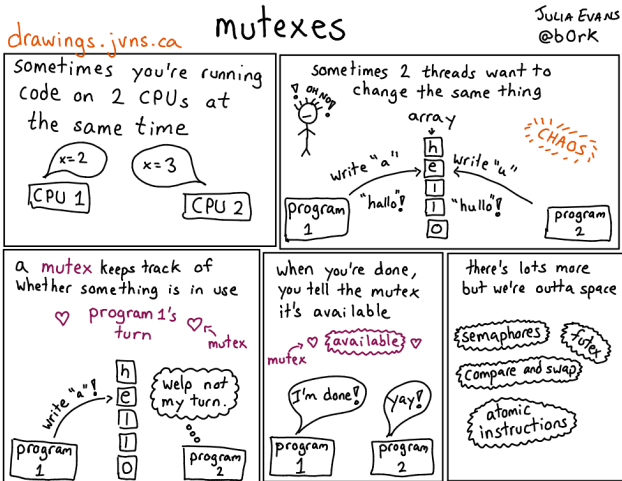 drawings.jvns.ca
mutexes
JULIA EVANS
@b0rk
sometimes you're running
code on 2 CPUs at
the same time
x=2
x=3
CPU 1
CPU 2
sometimes 2 threads want to
change the same thing
! OH NO! !
array
CHAOS
h
e
l
l
o
write "a"
write "u"
"hallo"!
"hullo"!
program
1
program
2
a mutex keeps track of
whether something is in use
program 1's
turn
mutex
h
e
l
l
o
write "a"!
welp not
my turn.
program
1
program
2
when you're done,
you tell the mutex
it's available
available
mutex
I'm done!
yay!
program
1
program
2
there's lots more
but we're outta space
semaphores
futex
compare and swap
atomic
instructions